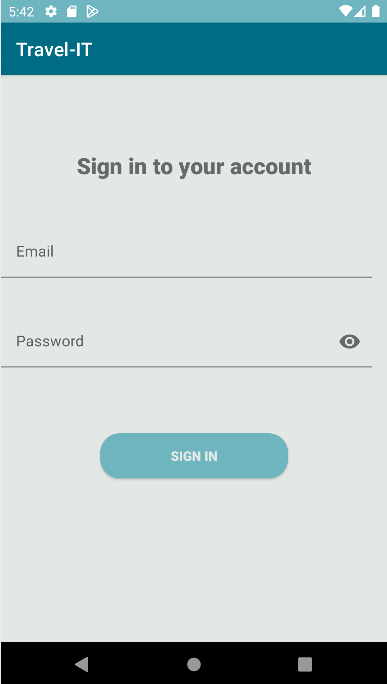 5:42
Travel-IT
Sign in to your account
Email
Password
SIGN IN